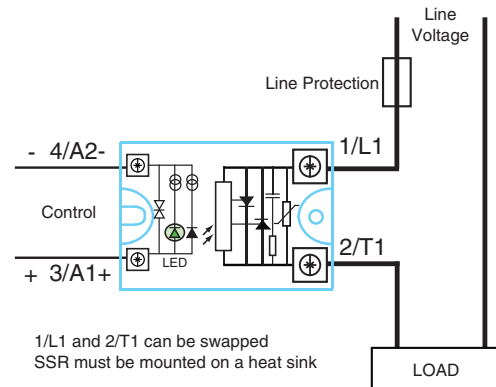 Line
Voltage
Line Protection
- 4/A2-
1/L1
Control
LED
2/T1
+ 3/A1+
1/L1 and 2/T1 can be swapped
SSR must be mounted on a heat sink
LOAD